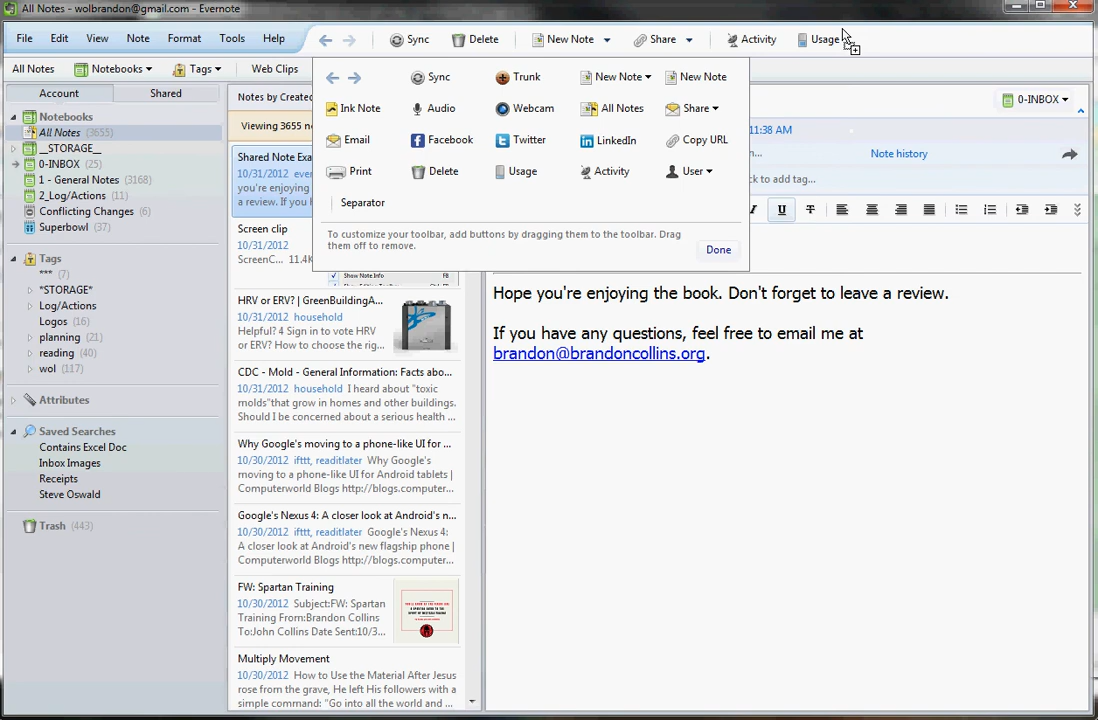 All Notes - wolbrandon@gmail.com - Evernote
File Edit View Note Format Tools Help
Sync Delete New Note Share Activity Usage
All Notes Notebooks Tags Web Clips
Account Shared
Notebooks
All Notes (3655)
__STORAGE__
0-INBOX (25)
1 - General Notes (3168)
2_Log/Actions (11)
Conflicting Changes (6)
Superbowl (37)
Tags
*** (7)
*STORAGE*
Log/Actions
Logos (16)
planning (21)
reading (40)
wol (117)
Attributes
Saved Searches
Contains Excel Doc
Inbox Images
Receipts
Steve Oswald
Trash (443)
Sync Trunk New Note New Note
Ink Note Audio Webcam All Notes Share
Email Facebook Twitter LinkedIn Copy URL
Print Delete Usage Activity User
Separator
To customize your toolbar, add buttons by dragging them to the toolbar. Drag
them off to remove.
Done
Notes by Created
Viewing 3655
Shared Note Exa
10/31/2012
you're enjoying
a review. If you
Screen clip
10/31/2012
ScreenC... 11.4K
Show Note Info F8
HRV or ERV? | GreenBuildingA...
10/31/2012 household
Helpful? 4 Sign in to vote HRV
or ERV? How to choose the rig...
CDC - Mold - General Information: Facts abo...
10/31/2012 household I heard about "toxic
molds"that grow in homes and other buildings.
Should I be concerned about a serious health ...
Why Google's moving to a phone-like UI for ...
10/30/2012 ifttt, readitlater Why Google's
moving to a phone-like UI for Android tablets |
Computerworld Blogs http://blogs.computer...
Google's Nexus 4: A closer look at Android's n...
10/30/2012 ifttt, readitlater Google's Nexus 4:
A closer look at Android's new flagship phone |
Computerworld Blogs http://blogs.computer...
FW: Spartan Training
10/30/2012 Subject:FW: Spartan
Training From:Brandon Collins
To:John Collins Date Sent:10/3...
Multiply Movement
10/30/2012 How to Use the Material After Jesus
rose from the grave, He left His followers with a
simple command: "Go into all the world and ...
0-INBOX
11:38 AM
Note history
to add tag...
I U T
Hope you're enjoying the book. Don't forget to leave a review.
If you have any questions, feel free to email me at
brandon@brandoncollins.org.